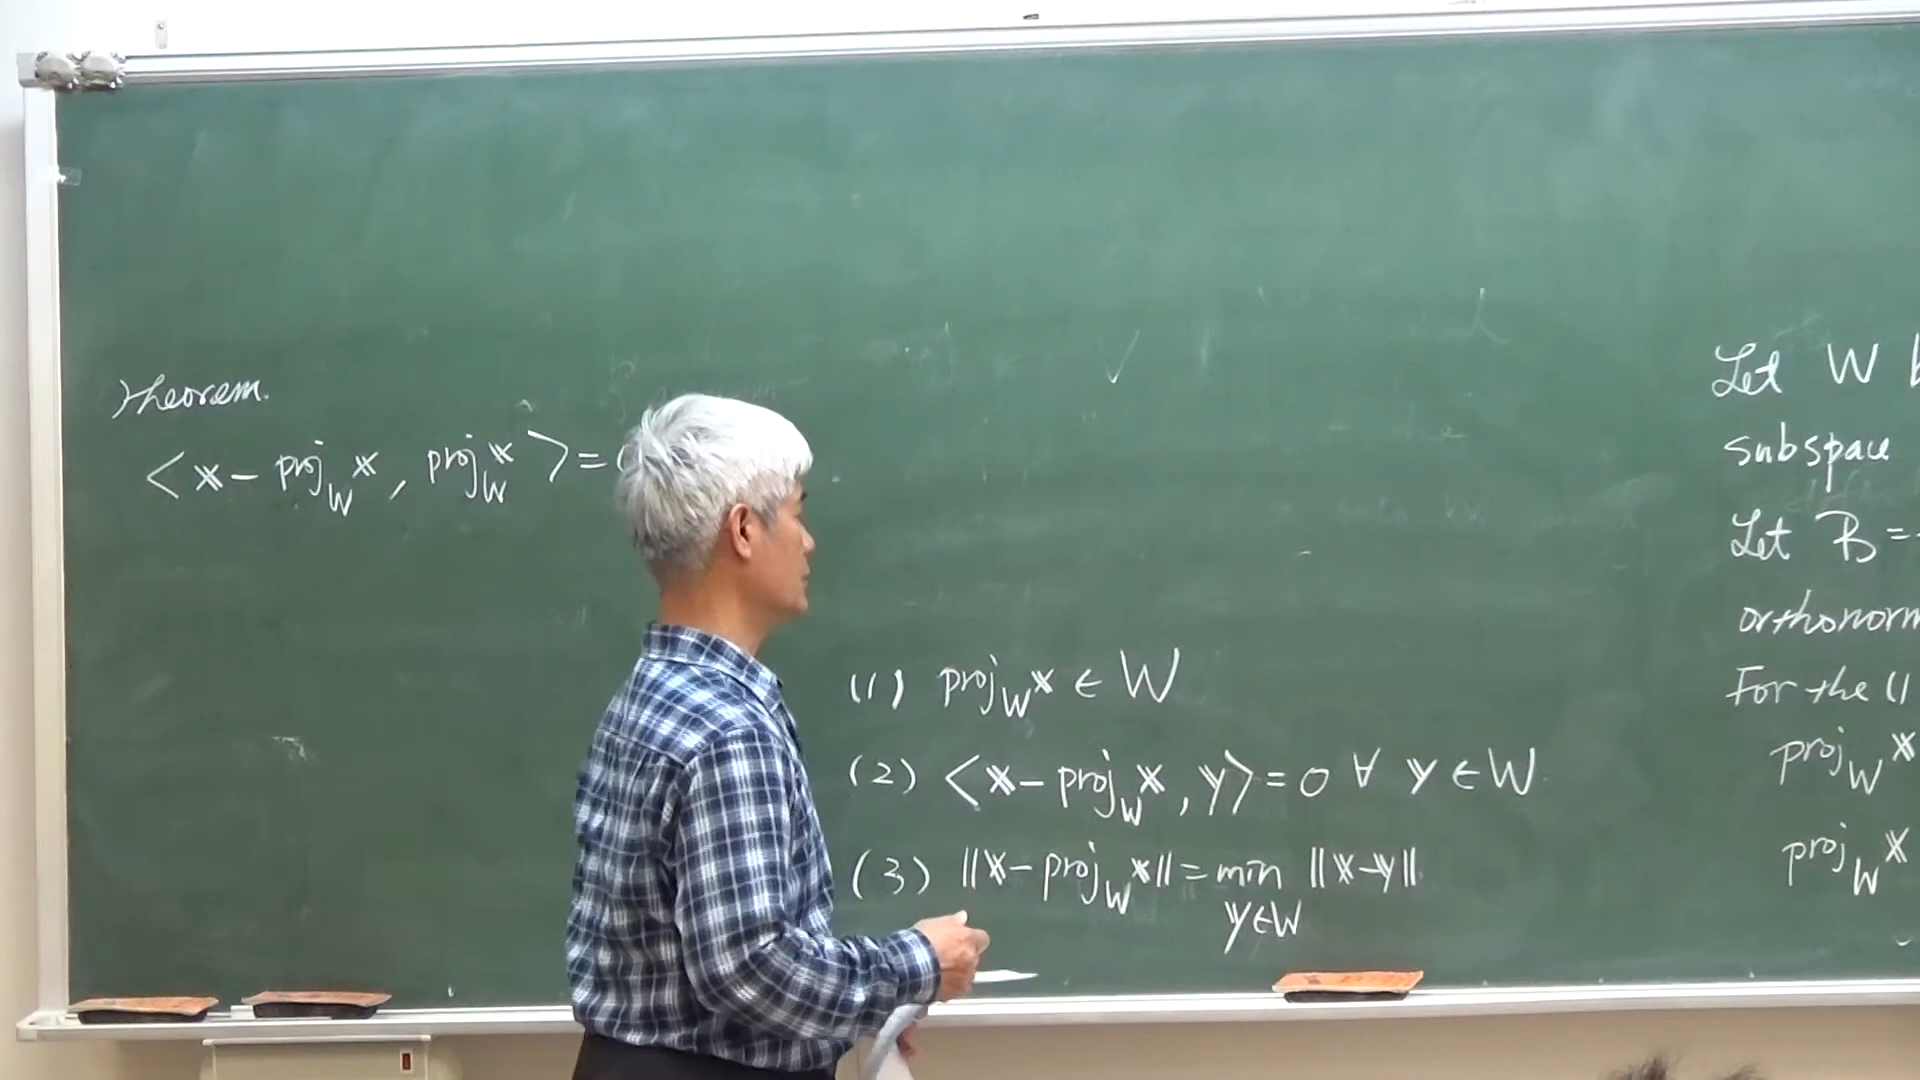 Theorem.
< x - proj_W x , proj_W x > =
(1) proj_W x ∈ W
(2) < x - proj_W x , y > = 0 ∀ y ∈ W
(3) ||x - proj_W x|| = min ||x - y||
y ∈ W
Let W
subspace
Let B =
orthonorm
For the (1
proj_W x
proj_W x